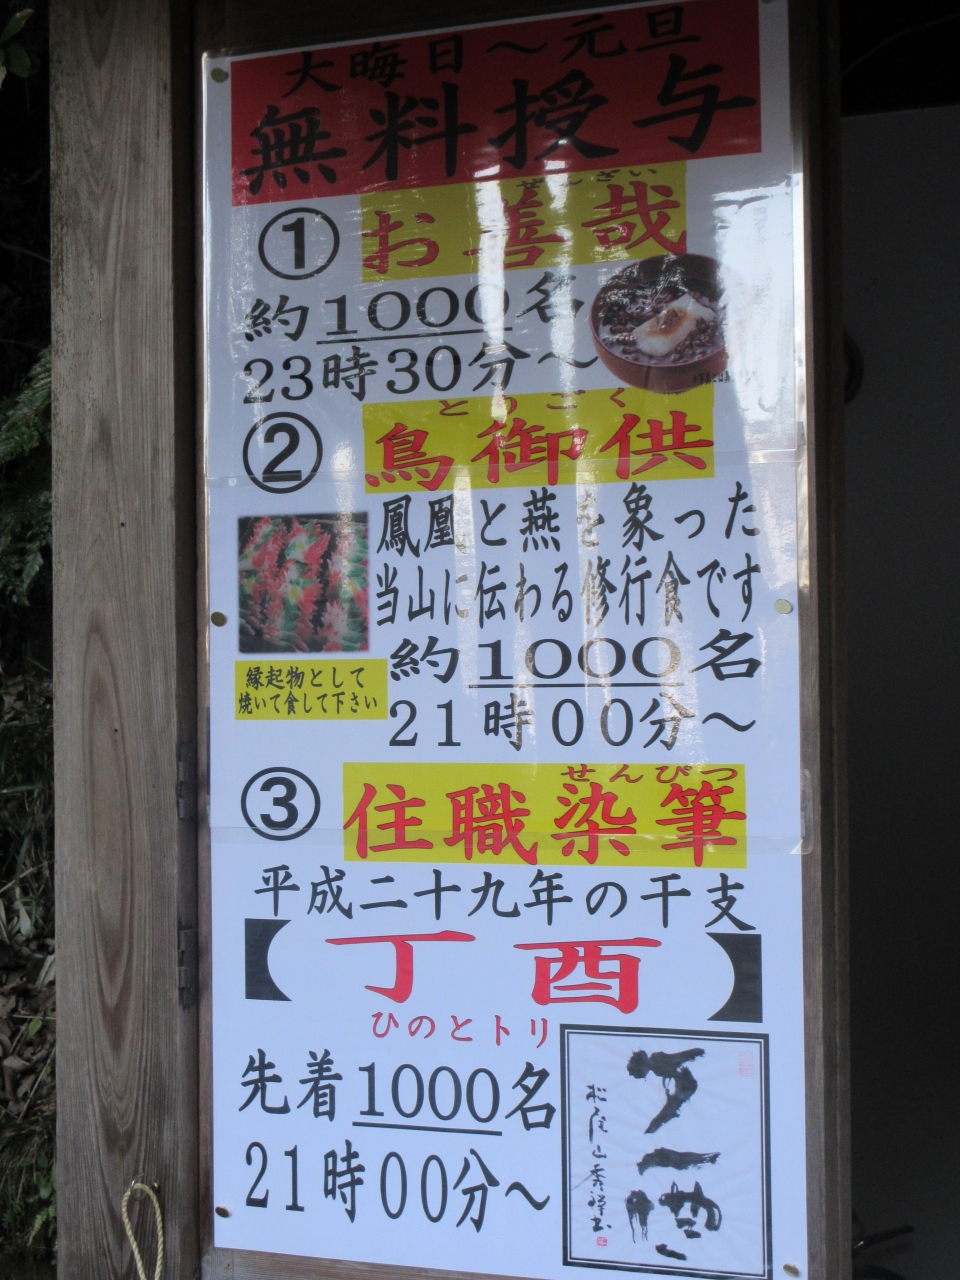 大晦日～元旦
無料授与
① お善哉
ぜんざい
約1000名
23時30分～
② 鳥御供
とりごく
鳳凰と燕を象った
当山に伝わる修行食です
縁起物として
焼いて食して下さい
約1000名
21時00分～
③ 住職染筆
せんぴつ
平成二十九年の干支
【丁酉】
ひのとトリ
先着1000名
21時00分～
丁酉